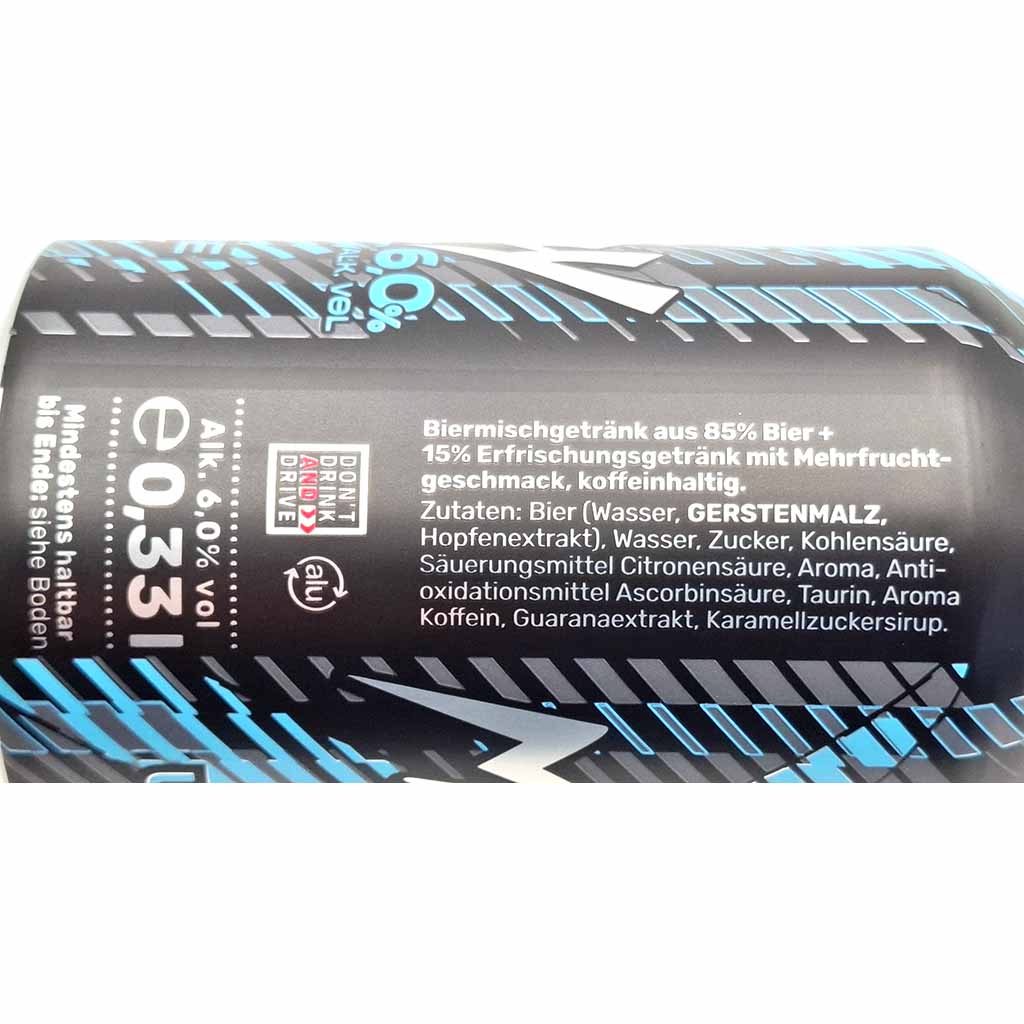 6,0%
ALK. VOL
Biermischgetränk aus 85% Bier +
15% Erfrischungsgetränk mit Mehrfrucht-
geschmack, koffeinhaltig.
Zutaten: Bier (Wasser, GERSTENMALZ,
Hopfenextrakt), Wasser, Zucker, Kohlensäure,
Säuerungsmittel Citronensäure, Aroma, Anti-
oxidationsmittel Ascorbinsäure, Taurin, Aroma
Koffein, Guaranaextrakt, Karamellzuckersirup.
DON'T
DRINK
AND
DRIVE
alu
Alk. 6,0% vol
e 0,33 l
Mindestens haltbar
bis Ende: siehe Boden